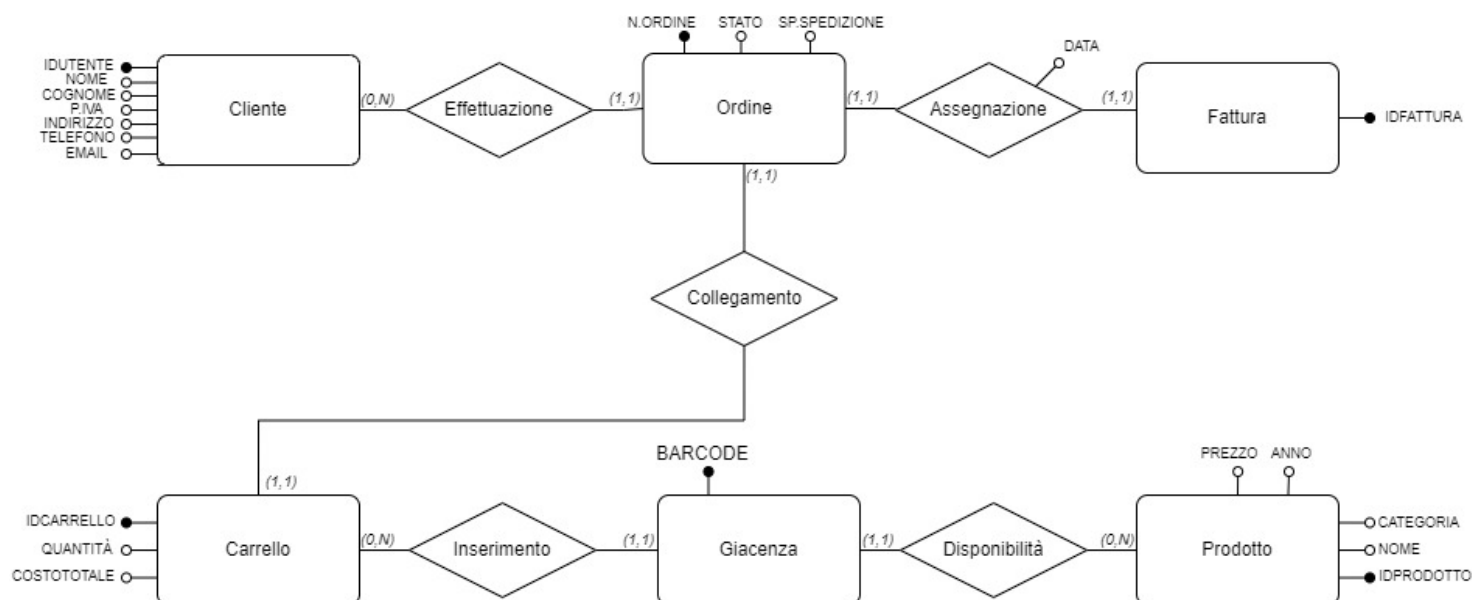 N.ORDINE STATO SP.SPEDIZIONE
DATA
IDUTENTE
NOME
COGNOME
P.IVA
INDIRIZZO
TELEFONO
EMAIL
Cliente
(0,N)
Effettuazione
(1,1)
Ordine
(1,1)
Assegnazione
(1,1)
Fattura
IDFATTURA
(1,1)
Collegamento
(1,1)
BARCODE
PREZZO ANNO
IDCARRELLO
QUANTITÀ
COSTOTOTALE
Carrello
(0,N)
Inserimento
(1,1)
Giacenza
(1,1)
Disponibilità
(0,N)
Prodotto
CATEGORIA
NOME
IDPRODOTTO